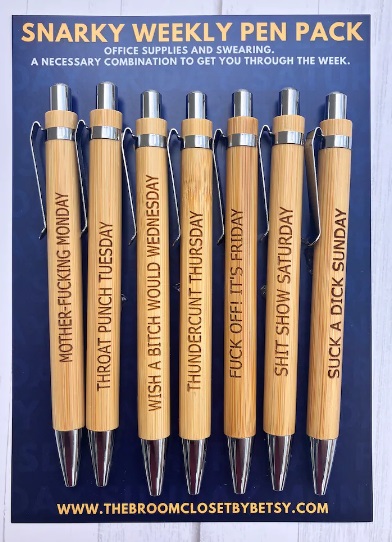 SNARKY WEEKLY PEN PACK
OFFICE SUPPLIES AND SWEARING.
A NECESSARY COMBINATION TO GET YOU THROUGH THE WEEK.
MOTHER-FUCKING MONDAY
THROAT PUNCH TUESDAY
WISH A BITCH WOULD WEDNESDAY
THUNDERCUNT THURSDAY
FUCK OFF! IT'S FRIDAY
SHIT SHOW SATURDAY
SUCK A DICK SUNDAY
WWW.THEBROOMCLOSETBYBETSY.COM